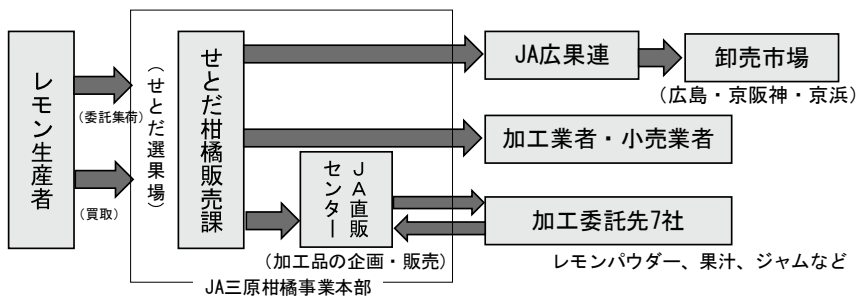 レモン生産者
(委託集荷)
(買取)
(せとだ選果場)
せとだ柑橘販売課
JA広果連
卸売市場
(広島・京阪神・京浜)
加工業者・小売業者
JA直販
センター
(加工品の企画・販売)
加工委託先7社
レモンパウダー、果汁、ジャムなど
JA三原柑橘事業本部